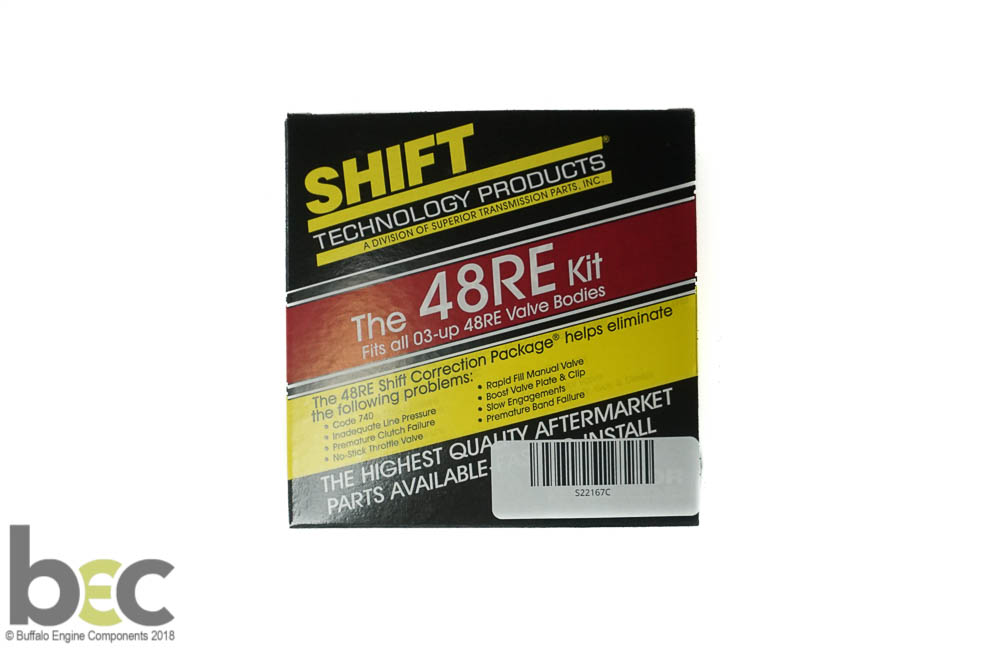 SHIFT®
TECHNOLOGY PRODUCTS
A DIVISION OF SUPERIOR TRANSMISSION PARTS, INC.
The 48RE Kit
Fits all 03-up 48RE Valve Bodies
The 48RE Shift Correction Package® helps eliminate
the following problems:
• Code 740
• Inadequate Line Pressure
• Premature Clutch Failure
• No-Stick Throttle Valve
• Rapid Fill Manual Valve
• Boost Valve Plate & Clip
• Slow Engagements
• Premature Band Failure
THE HIGHEST QUALITY AFTERMARKET
PARTS AVAILABLE- INSTALL
S22167C
bec
© Buffalo Engine Components 2018